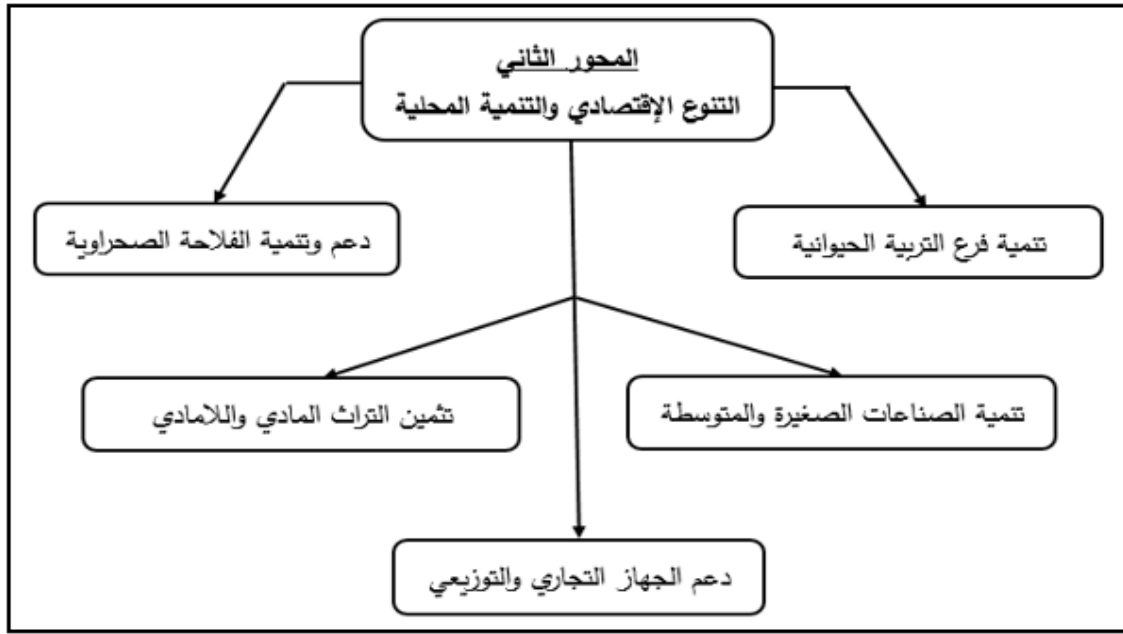 المحور الثاني
التنوع الإقتصادي والتنمية المحلية
تنمية فرع التربية الحيوانية
دعم وتنمية الفلاحة الصحراوية
تنمية الصناعات الصغيرة والمتوسطة
تثمين التراث المادي واللامادي
دعم الجهاز التجاري والتوزيعي